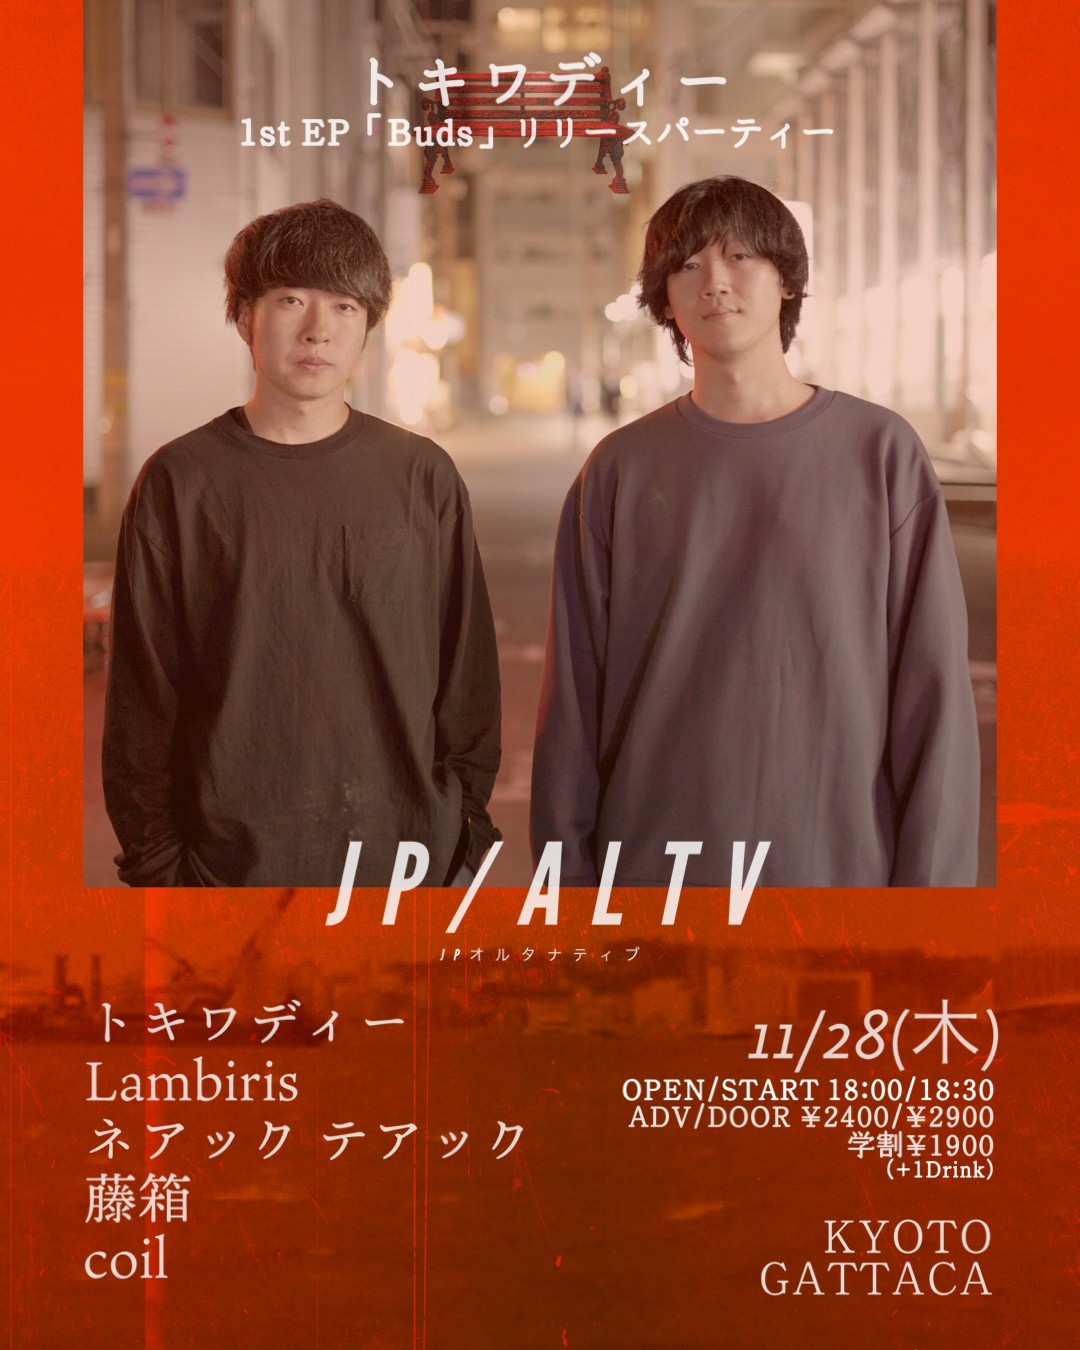 トキワディー
1st EP「Buds」リリースパーティー
JP/ALTV
JPオルタナティブ
トキワディー
Lambiris
ネアック テアック
藤箱
coil
11/28(木)
OPEN/START 18:00/18:30
ADV/DOOR ¥2400/¥2900
学割¥1900
(+1Drink)
KYOTO
GATTACA